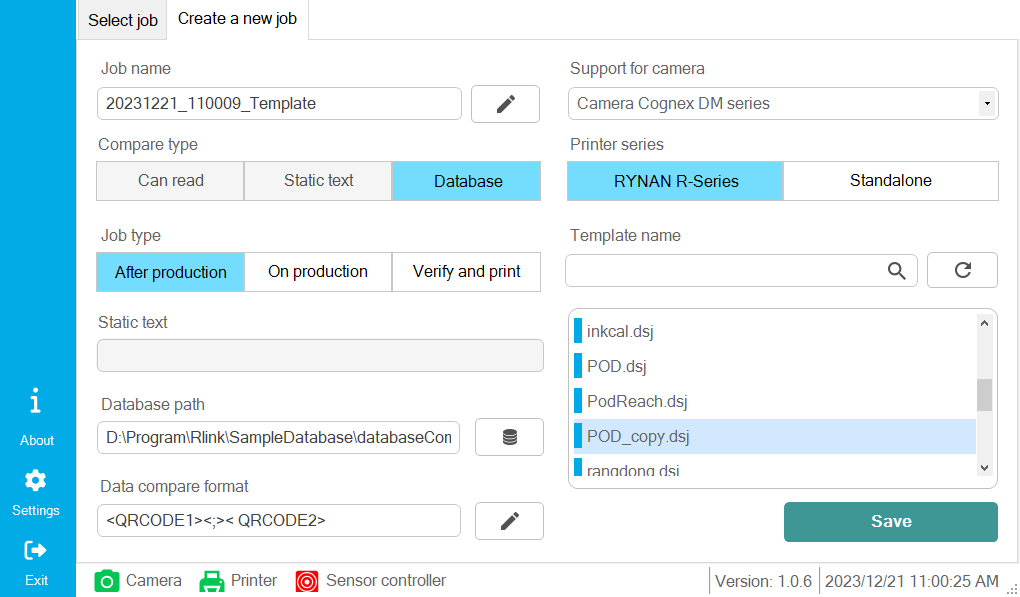 Select job
Create a new job
Job name
20231221_110009_Template
Compare type
Can read
Static text
Database
Job type
After production
On production
Verify and print
Static text
Database path
D:\Program\Rlink\SampleDatabase\databaseCon
Data compare format
<QRCODE1><;>< QRCODE2>
Support for camera
Camera Cognex DM series
Printer series
RYNAN R-Series
Standalone
Template name
inkcal.dsj
POD.dsj
PodReach.dsj
POD_copy.dsj
rangdong.dsj
Save
About
Settings
Exit
Camera
Printer
Sensor controller
Version: 1.0.6
2023/12/21 11:00:25 AM